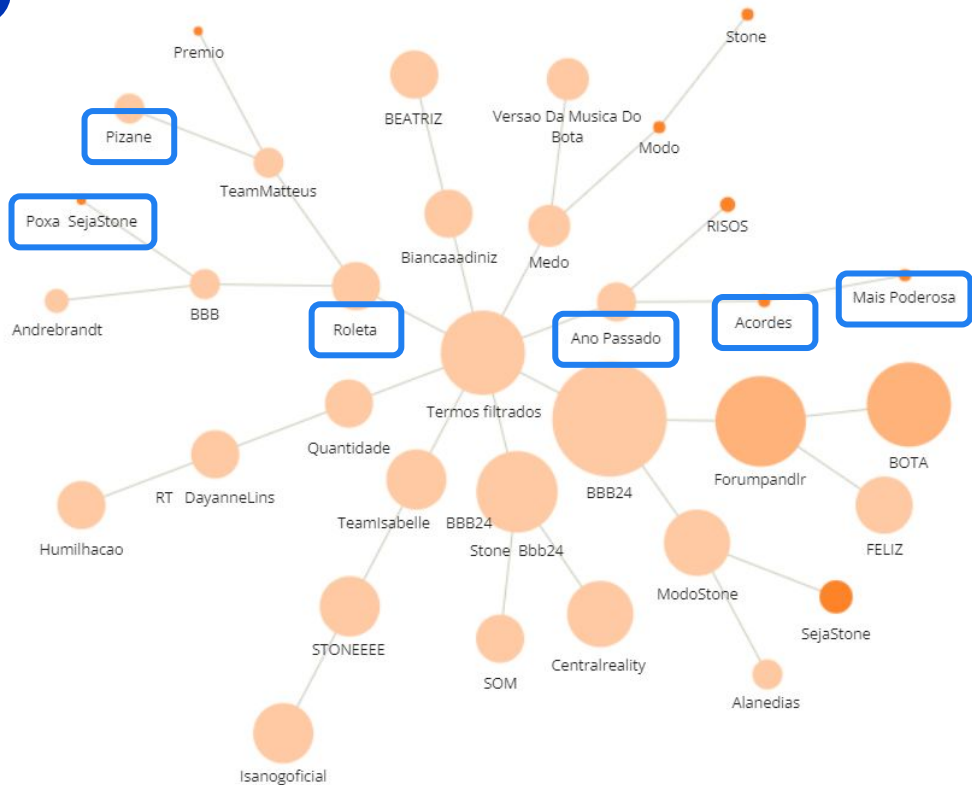 Stone
Premio
BEATRIZ
Versao Da Musica Do
Bota
Pizane
Modo
TeamMatteus
Poxa SejaStone
RISOS
Biancaaadiniz
Medo
Mais Poderosa
BBB
Andrebrandt
Roleta
Ano Passado
Acordes
Termos filtrados
Quantidade
BOTA
Forumpandlr
BBB24
RT DayanneLins
TeamIsabelle
BBB24
Stone Bbb24
Humilhacao
FELIZ
ModoStone
SejaStone
STONEEEE
Centralreality
SOM
Alanedias
Isanogoficial